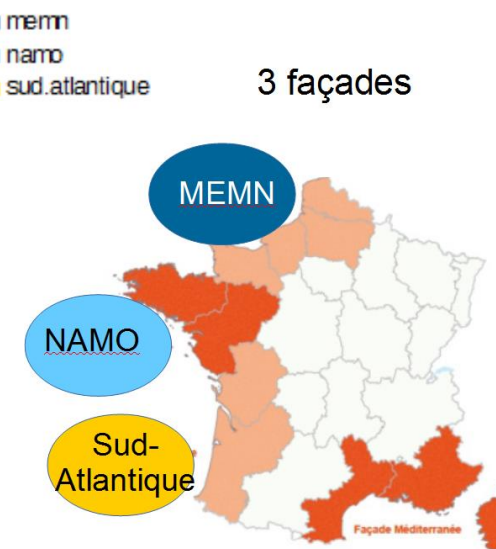 memn
namo
sud.atlantique
3 façades
MEMN
NAMO
Sud-
Atlantique
Façade Méditerranée